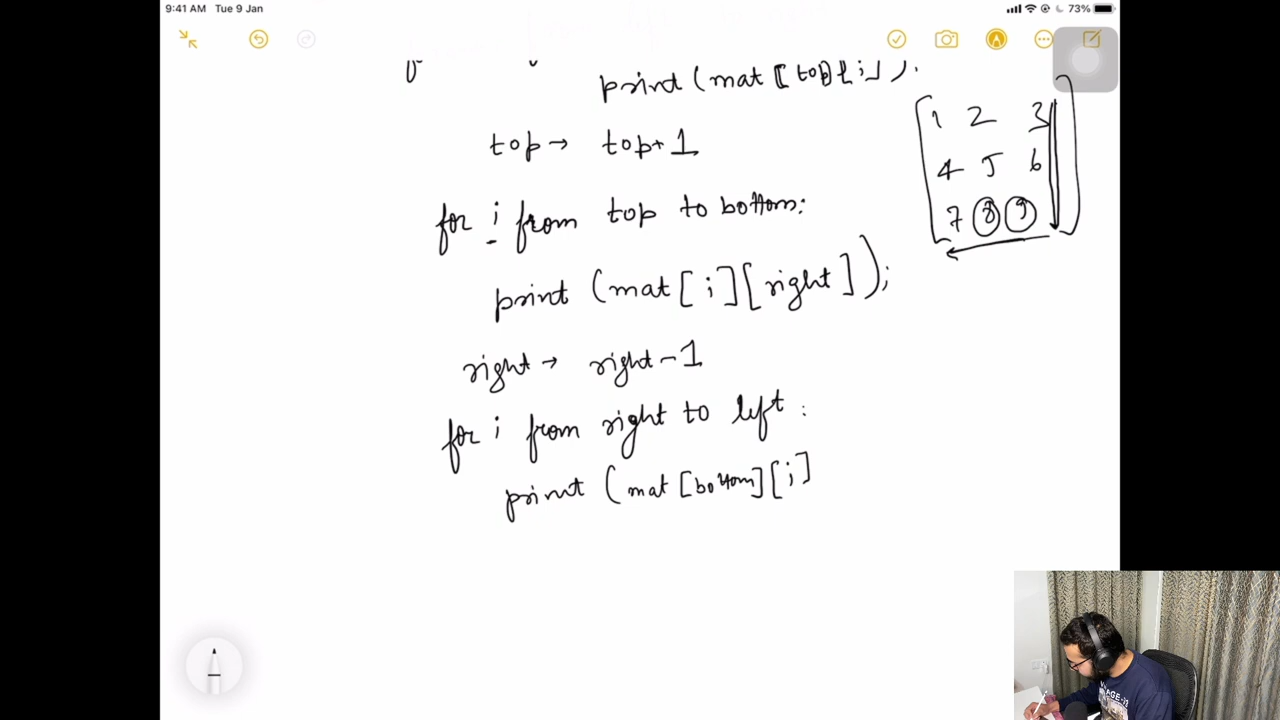 9:41 AM Tue 9 Jan 73%
print (mat [top][i]).
top → top+1
for i from top to bottom:
print (mat[i][right]);
right → right-1
for i from right to left:
print (mat[bottom][i]
1 2 3
4 5 6
7 8 9